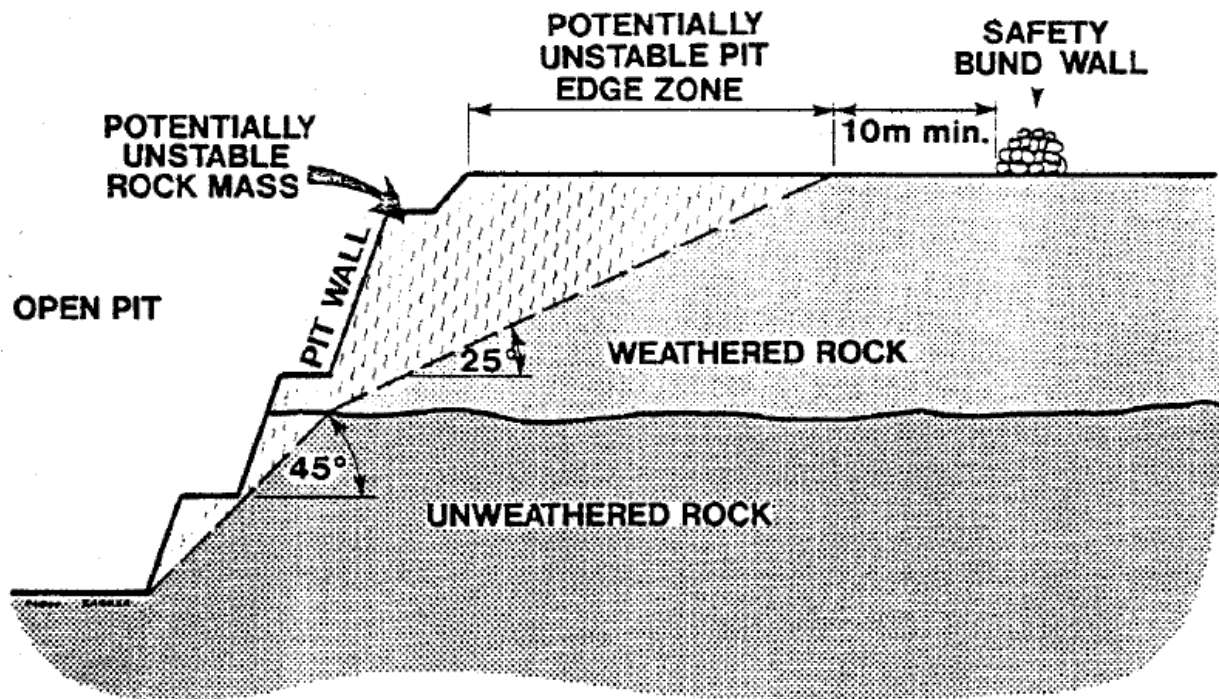 POTENTIALLY
UNSTABLE PIT
EDGE ZONE
SAFETY
BUND WALL
10m min.
POTENTIALLY
UNSTABLE
ROCK MASS
PIT WALL
OPEN PIT
25°
WEATHERED ROCK
45°
UNWEATHERED ROCK